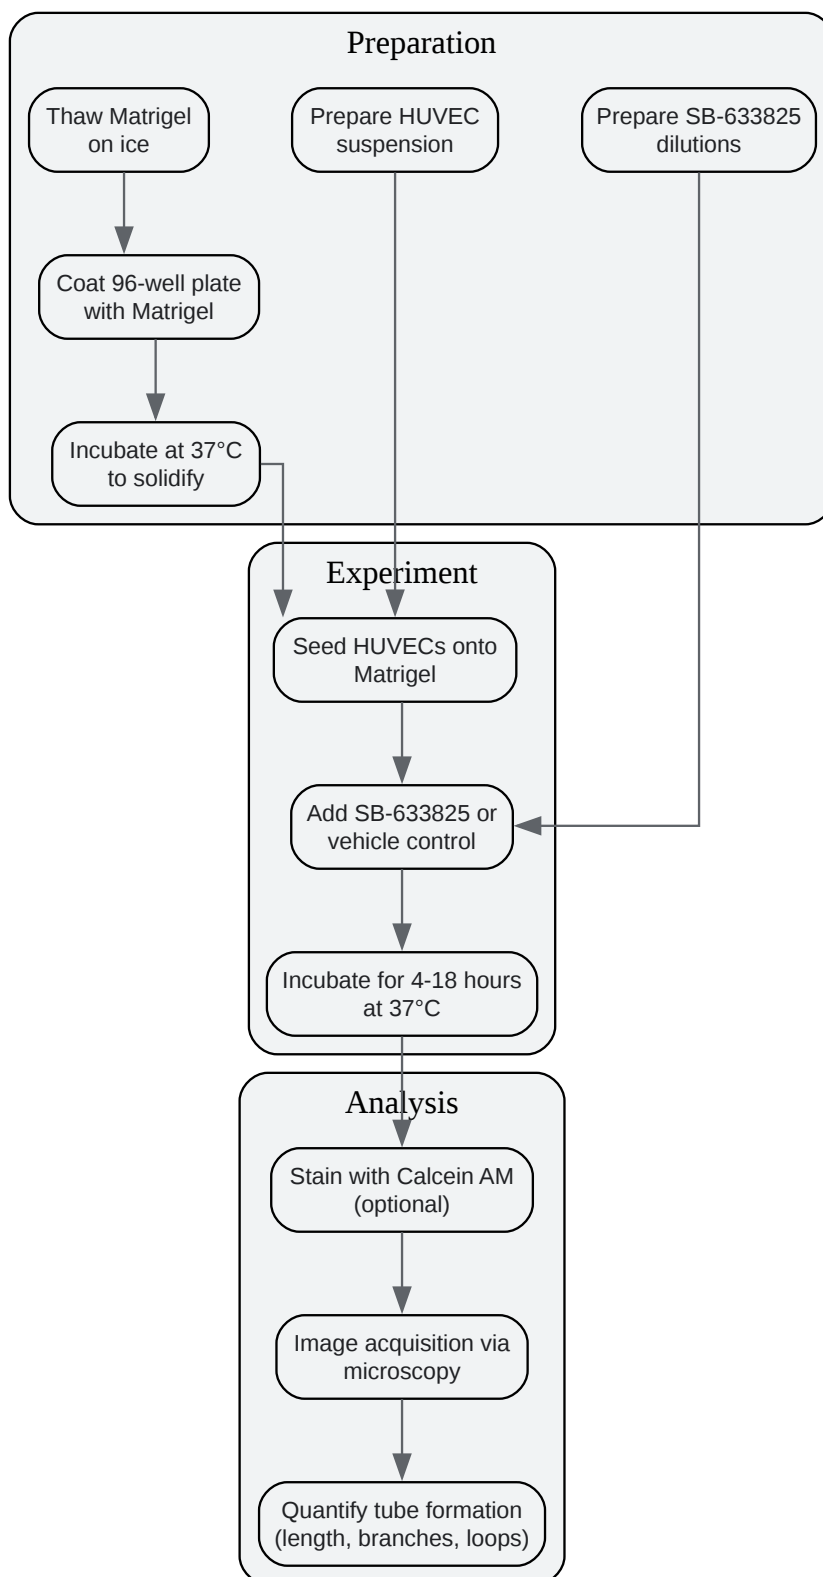 Preparation
Thaw Matrigel
on ice
Prepare HUVEC
suspension
Prepare SB-633825
dilutions
Coat 96-well plate
with Matrigel
Incubate at 37°C
to solidify
Experiment
Seed HUVECs onto
Matrigel
Add SB-633825 or
vehicle control
Incubate for 4-18 hours
at 37°C
Analysis
Stain with Calcein AM
(optional)
Image acquisition via
microscopy
Quantify tube formation
(length, branches, loops)